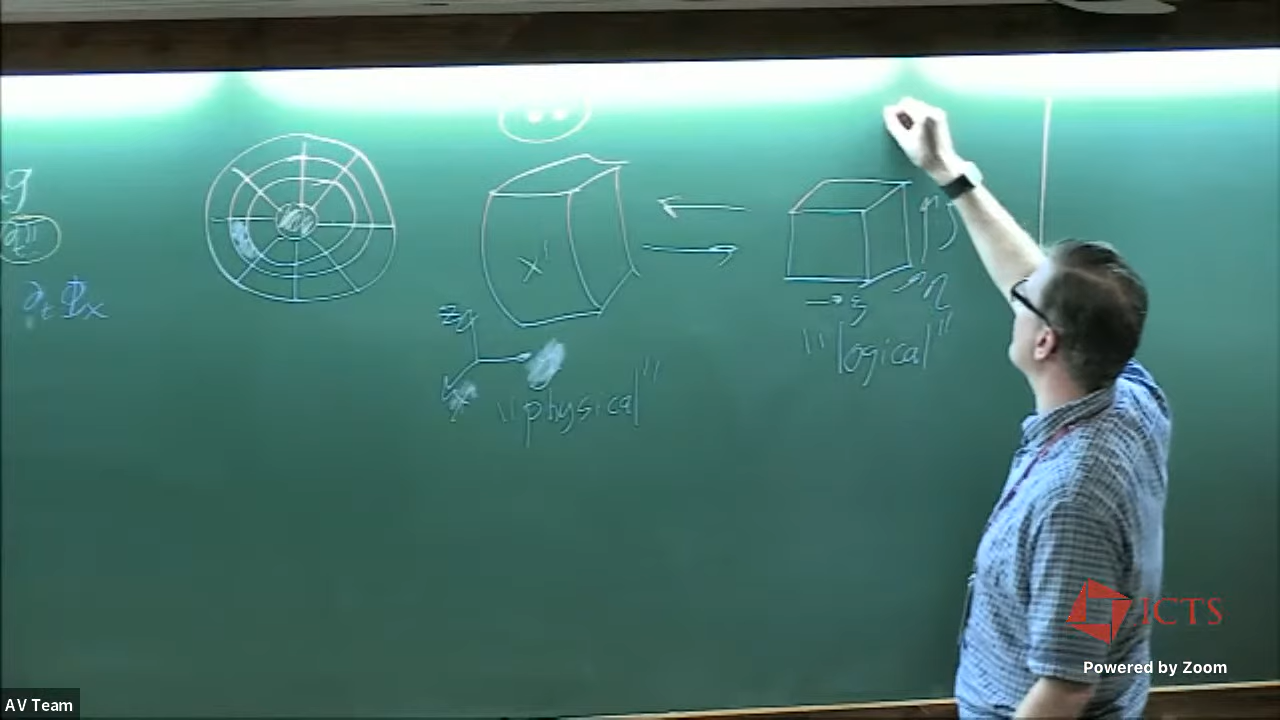 ∂t Φx
x'
z
x
"physical"
ξ
η
"logical"
ICTS
Powered by Zoom
AV Team